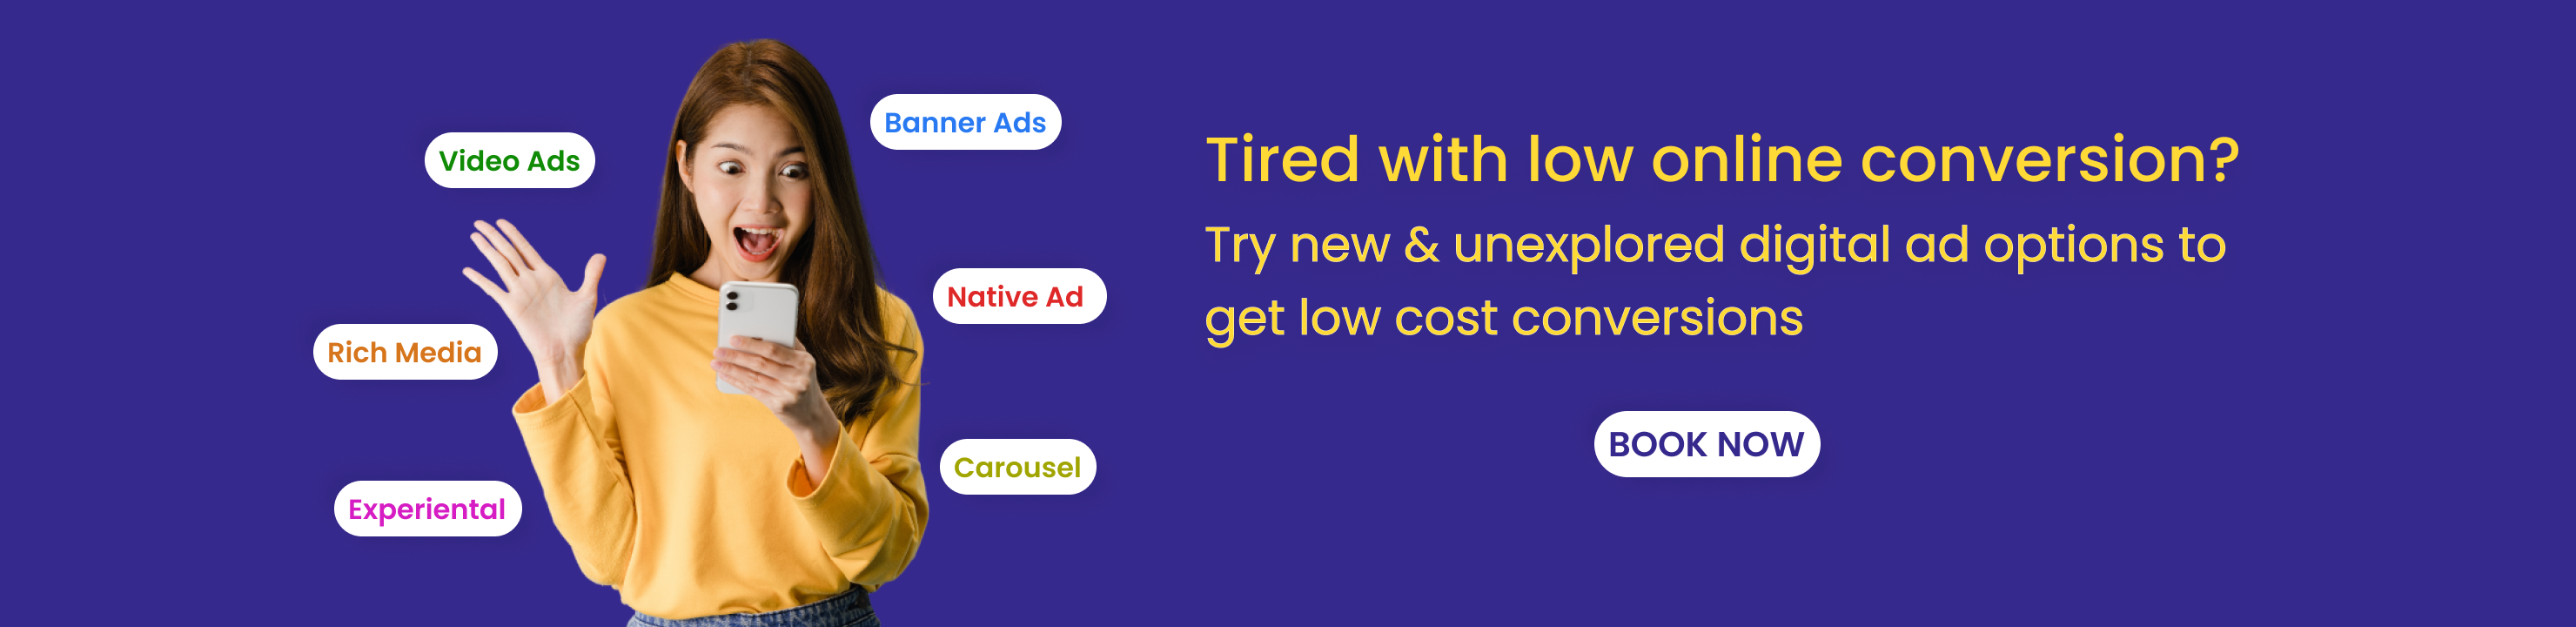 Video Ads
Banner Ads
Native Ad
Rich Media
Carousel
Experiental
Tired with low online conversion?
Try new & unexplored digital ad options to
get low cost conversions
BOOK NOW